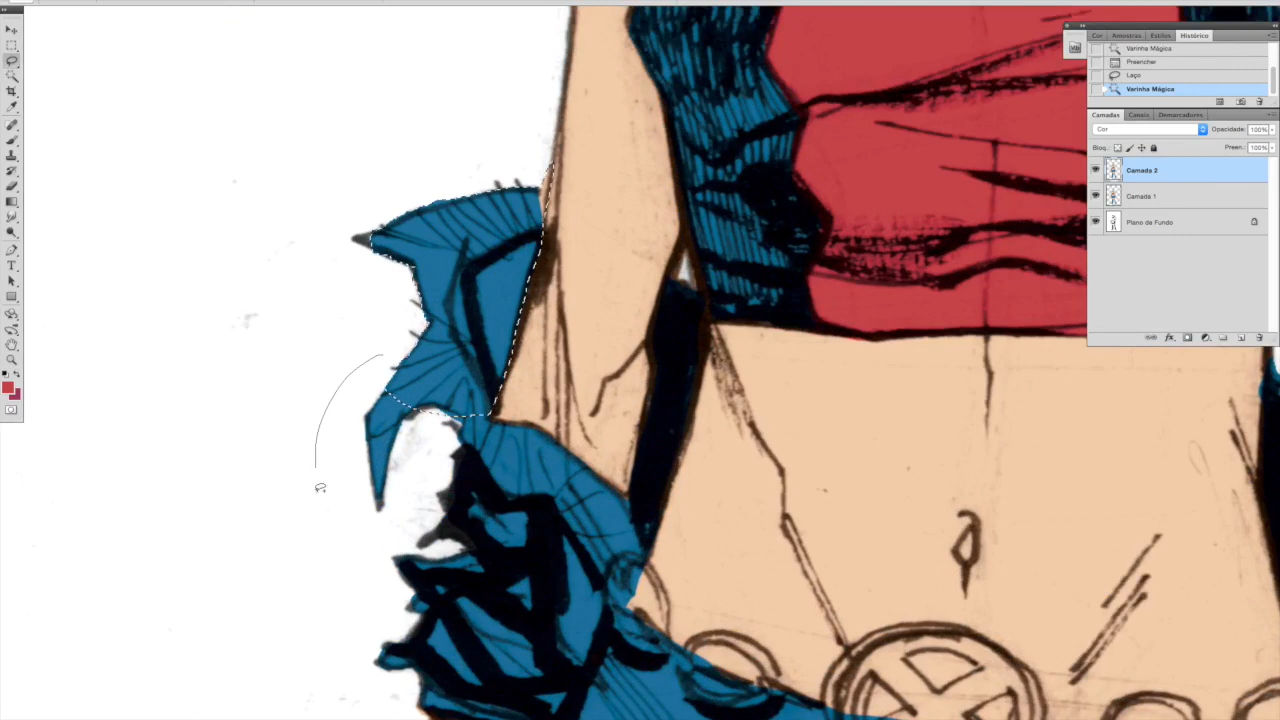 Cor Amostras Estilos Histórico
Varinha Mágica
Preencher
Laço
Varinha Mágica
Camadas Canais Demarcadores
Cor Opacidade: 100%
Bloq.: Preen.: 100%
Camada 2
Camada 1
Plano de Fundo